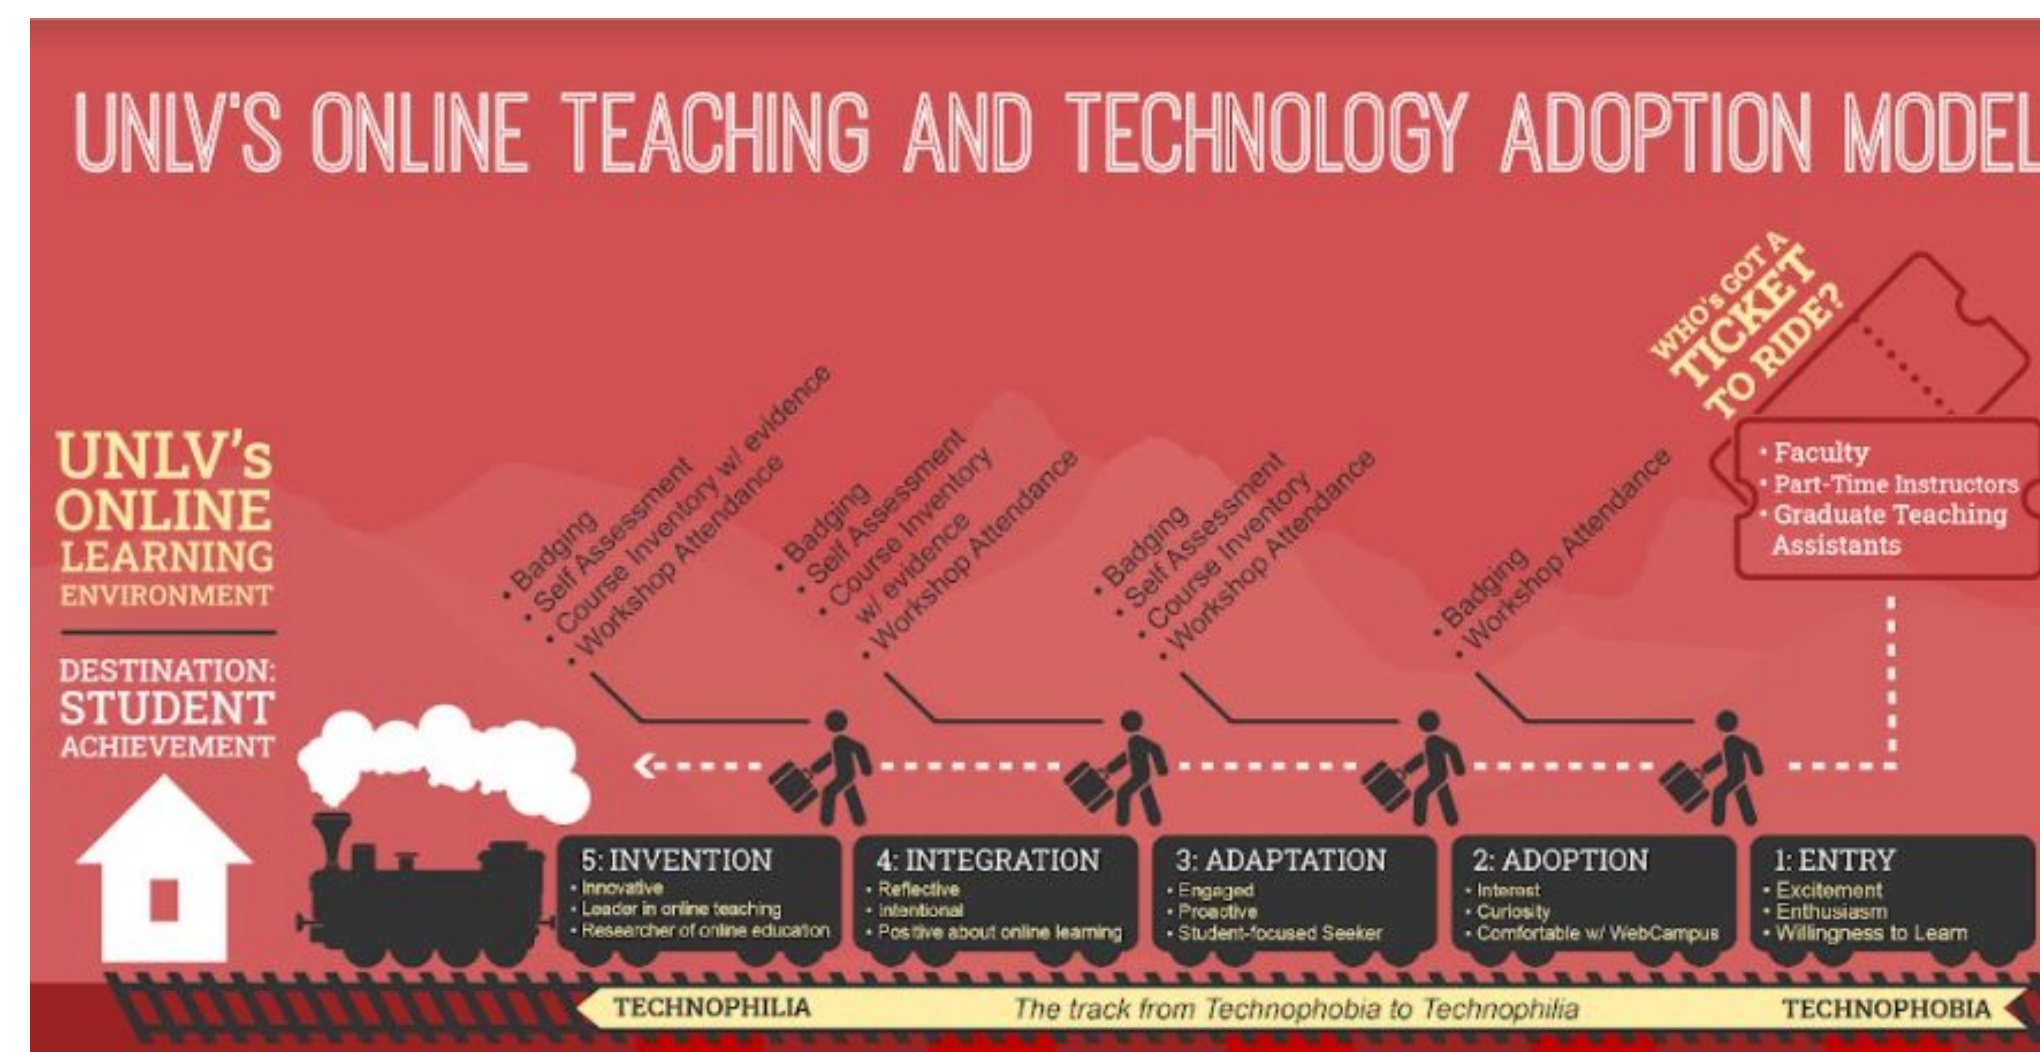 UNLV'S ONLINE TEACHING AND TECHNOLOGY ADOPTION MODEL
WHO's GOT A
TICKET
TO RIDE?
• Faculty
• Part-Time Instructors
• Graduate Teaching
Assistants
UNLV's
ONLINE
LEARNING
ENVIRONMENT
DESTINATION:
STUDENT
ACHIEVEMENT
• Badging
• Self Assessment
• Course Inventory w/ evidence
• Workshop Attendance
• Badging
• Self Assessment
• Course Inventory
w/ evidence
• Workshop Attendance
• Badging
• Self Assessment
• Course Inventory
• Workshop Attendance
• Badging
• Workshop Attendance
5: INVENTION
• Innovative
• Leader in online teaching
• Researcher of online education
4: INTEGRATION
• Reflective
• Intentional
• Positive about online learning
3: ADAPTATION
• Engaged
• Proactive
• Student-focused Seeker
2: ADOPTION
• Interest
• Curiosity
• Comfortable w/ WebCampus
1: ENTRY
• Excitement
• Enthusiasm
• Willingness to Learn
TECHNOPHILIA
The track from Technophobia to Technophilia
TECHNOPHOBIA